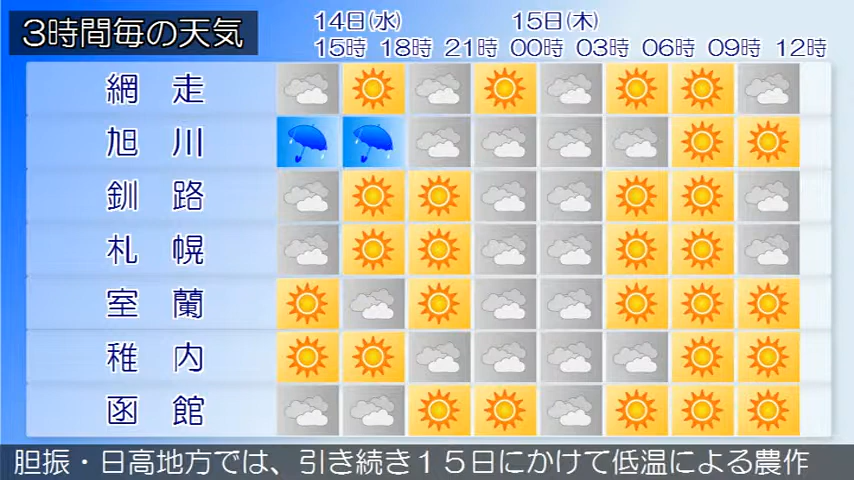 3時間毎の天気
14日(水) 15日(木)
15時 18時 21時 00時 03時 06時 09時 12時
網走
旭川
釧路
札幌
室蘭
稚内
函館
胆振・日高地方では、引き続き１５日にかけて低温による農作